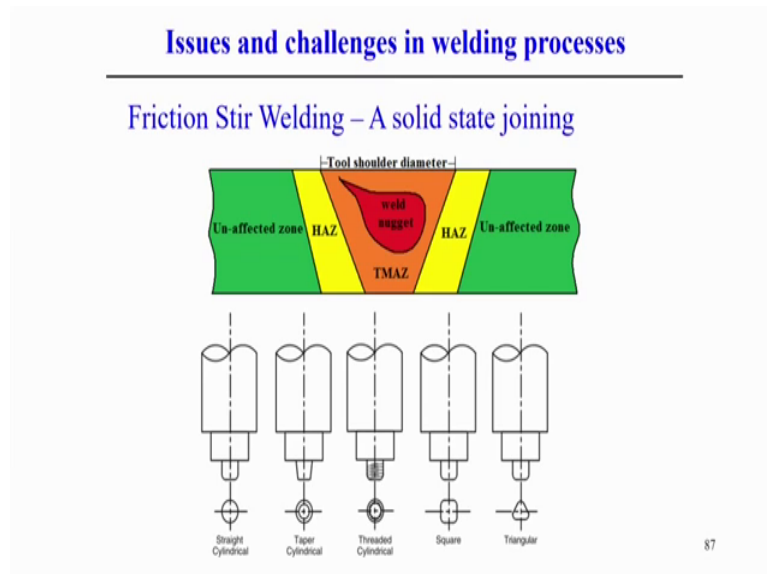 Issues and challenges in welding processes
Friction Stir Welding – A solid state joining
Tool shoulder diameter
weld
nugget
Un-affected zone
HAZ
HAZ
Un-affected zone
TMAZ
Straight
Cylindrical
Taper
Cylindrical
Threaded
Cylindrical
Square
Triangular
87